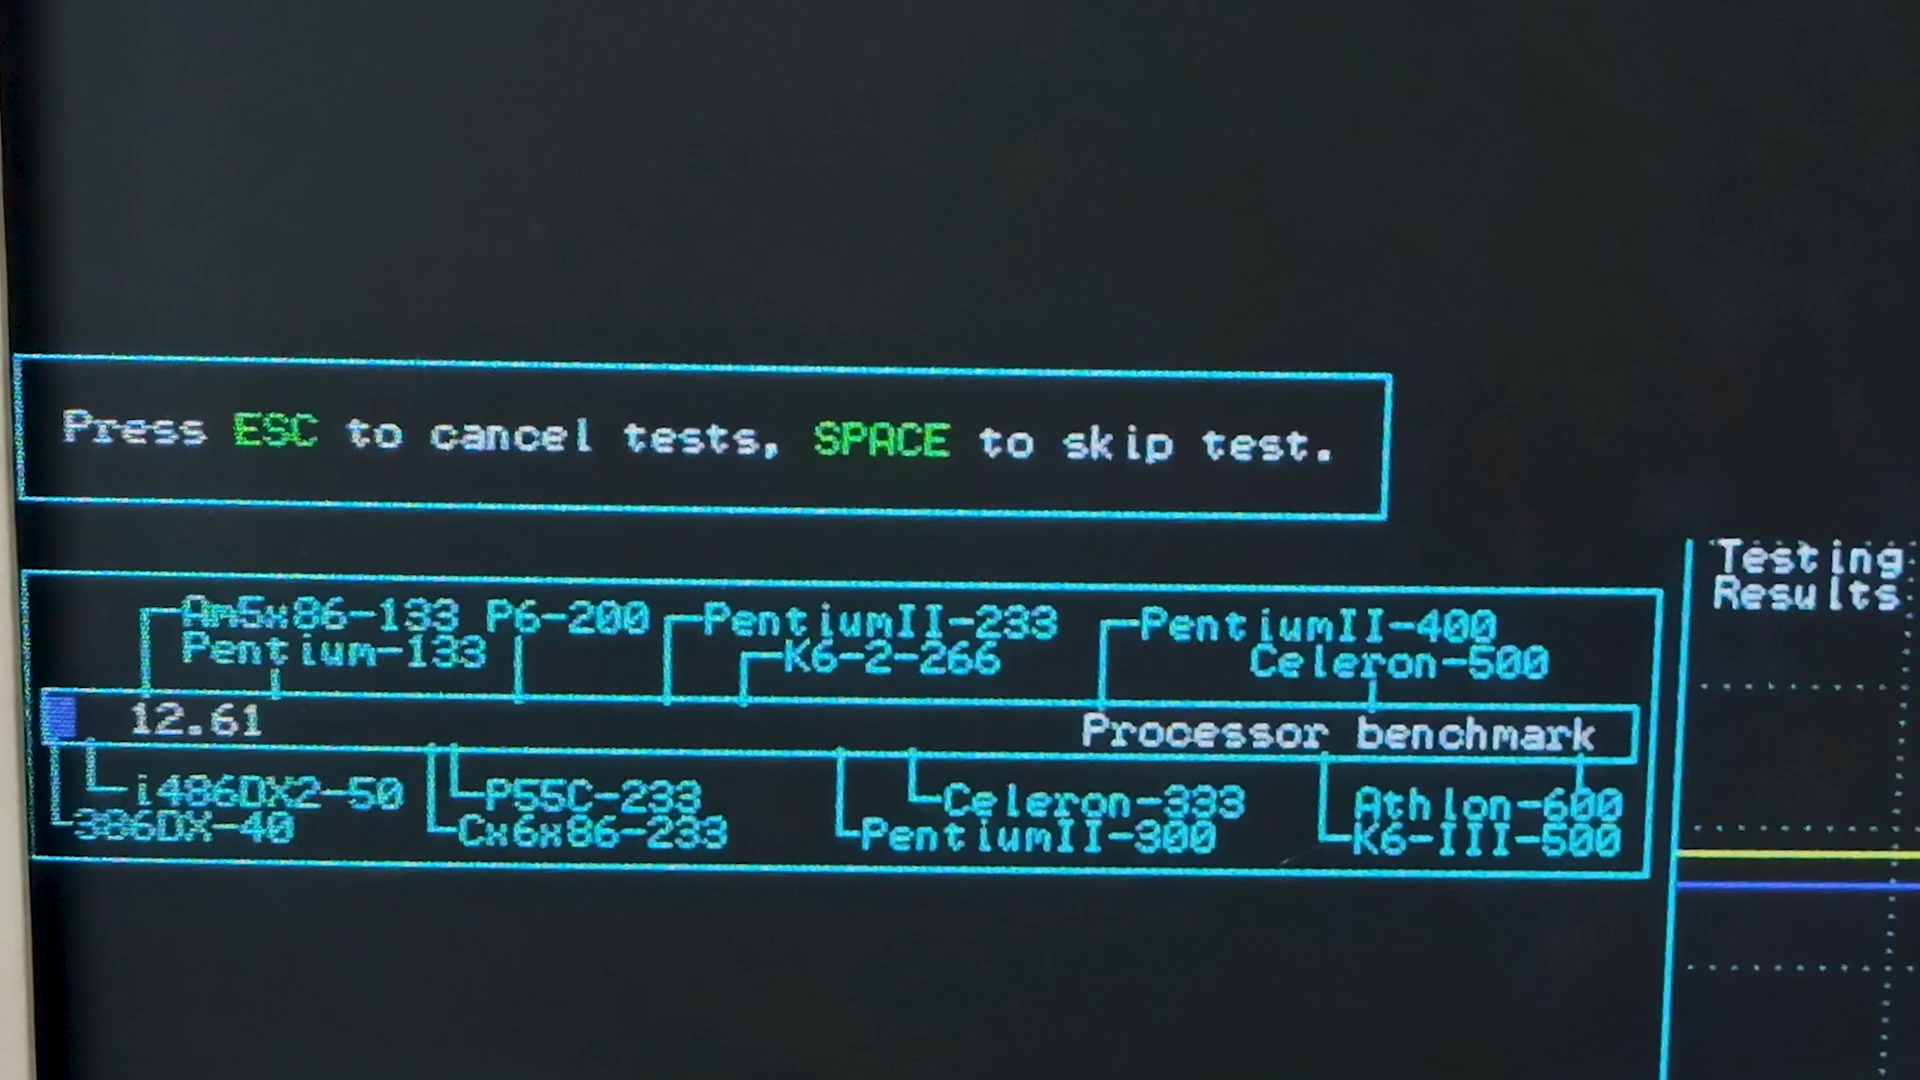 Press ESC to cancel tests, SPACE to skip test.
Testing
Results
Am5x86-133 P6-200 PentiumII-233 PentiumII-400
Pentium-133 K6-2-266 Celeron-500
12.61 Processor benchmark
i486DX2-50 P55C-233 Celeron-333 Athlon-600
386DX-40 Cx6x86-233 PentiumII-300 K6-III-500